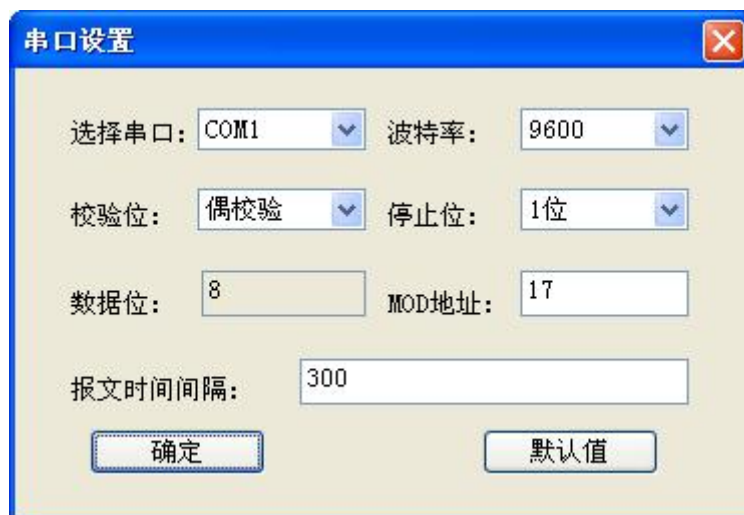 串口设置
选择串口: COM1 波特率: 9600
校验位: 偶校验 停止位: 1位
数据位: 8 MOD地址: 17
报文时间间隔: 300
确定 默认值